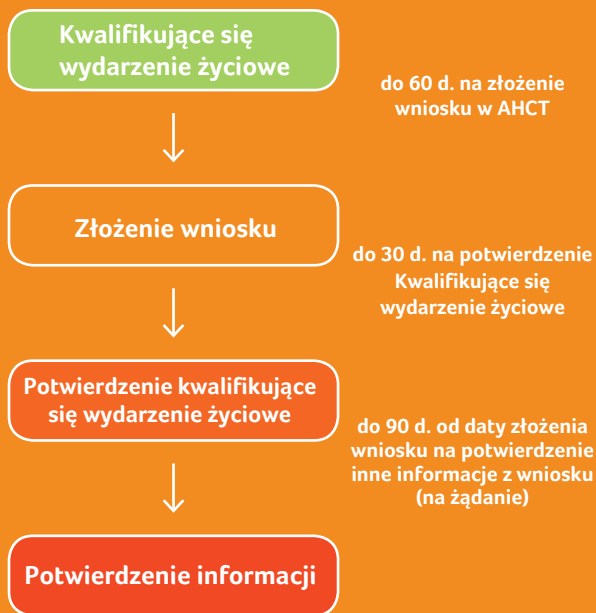 Kwalifikujące się
wydarzenie życiowe
do 60 d. na złożenie
wniosku w AHCT
Złożenie wniosku
do 30 d. na potwierdzenie
Kwalifikujące się
wydarzenie życiowe
Potwierdzenie kwalifikujące
się wydarzenie życiowe
do 90 d. od daty złożenia
wniosku na potwierdzenie
inne informacje z wniosku
(na żądanie)
Potwierdzenie informacji